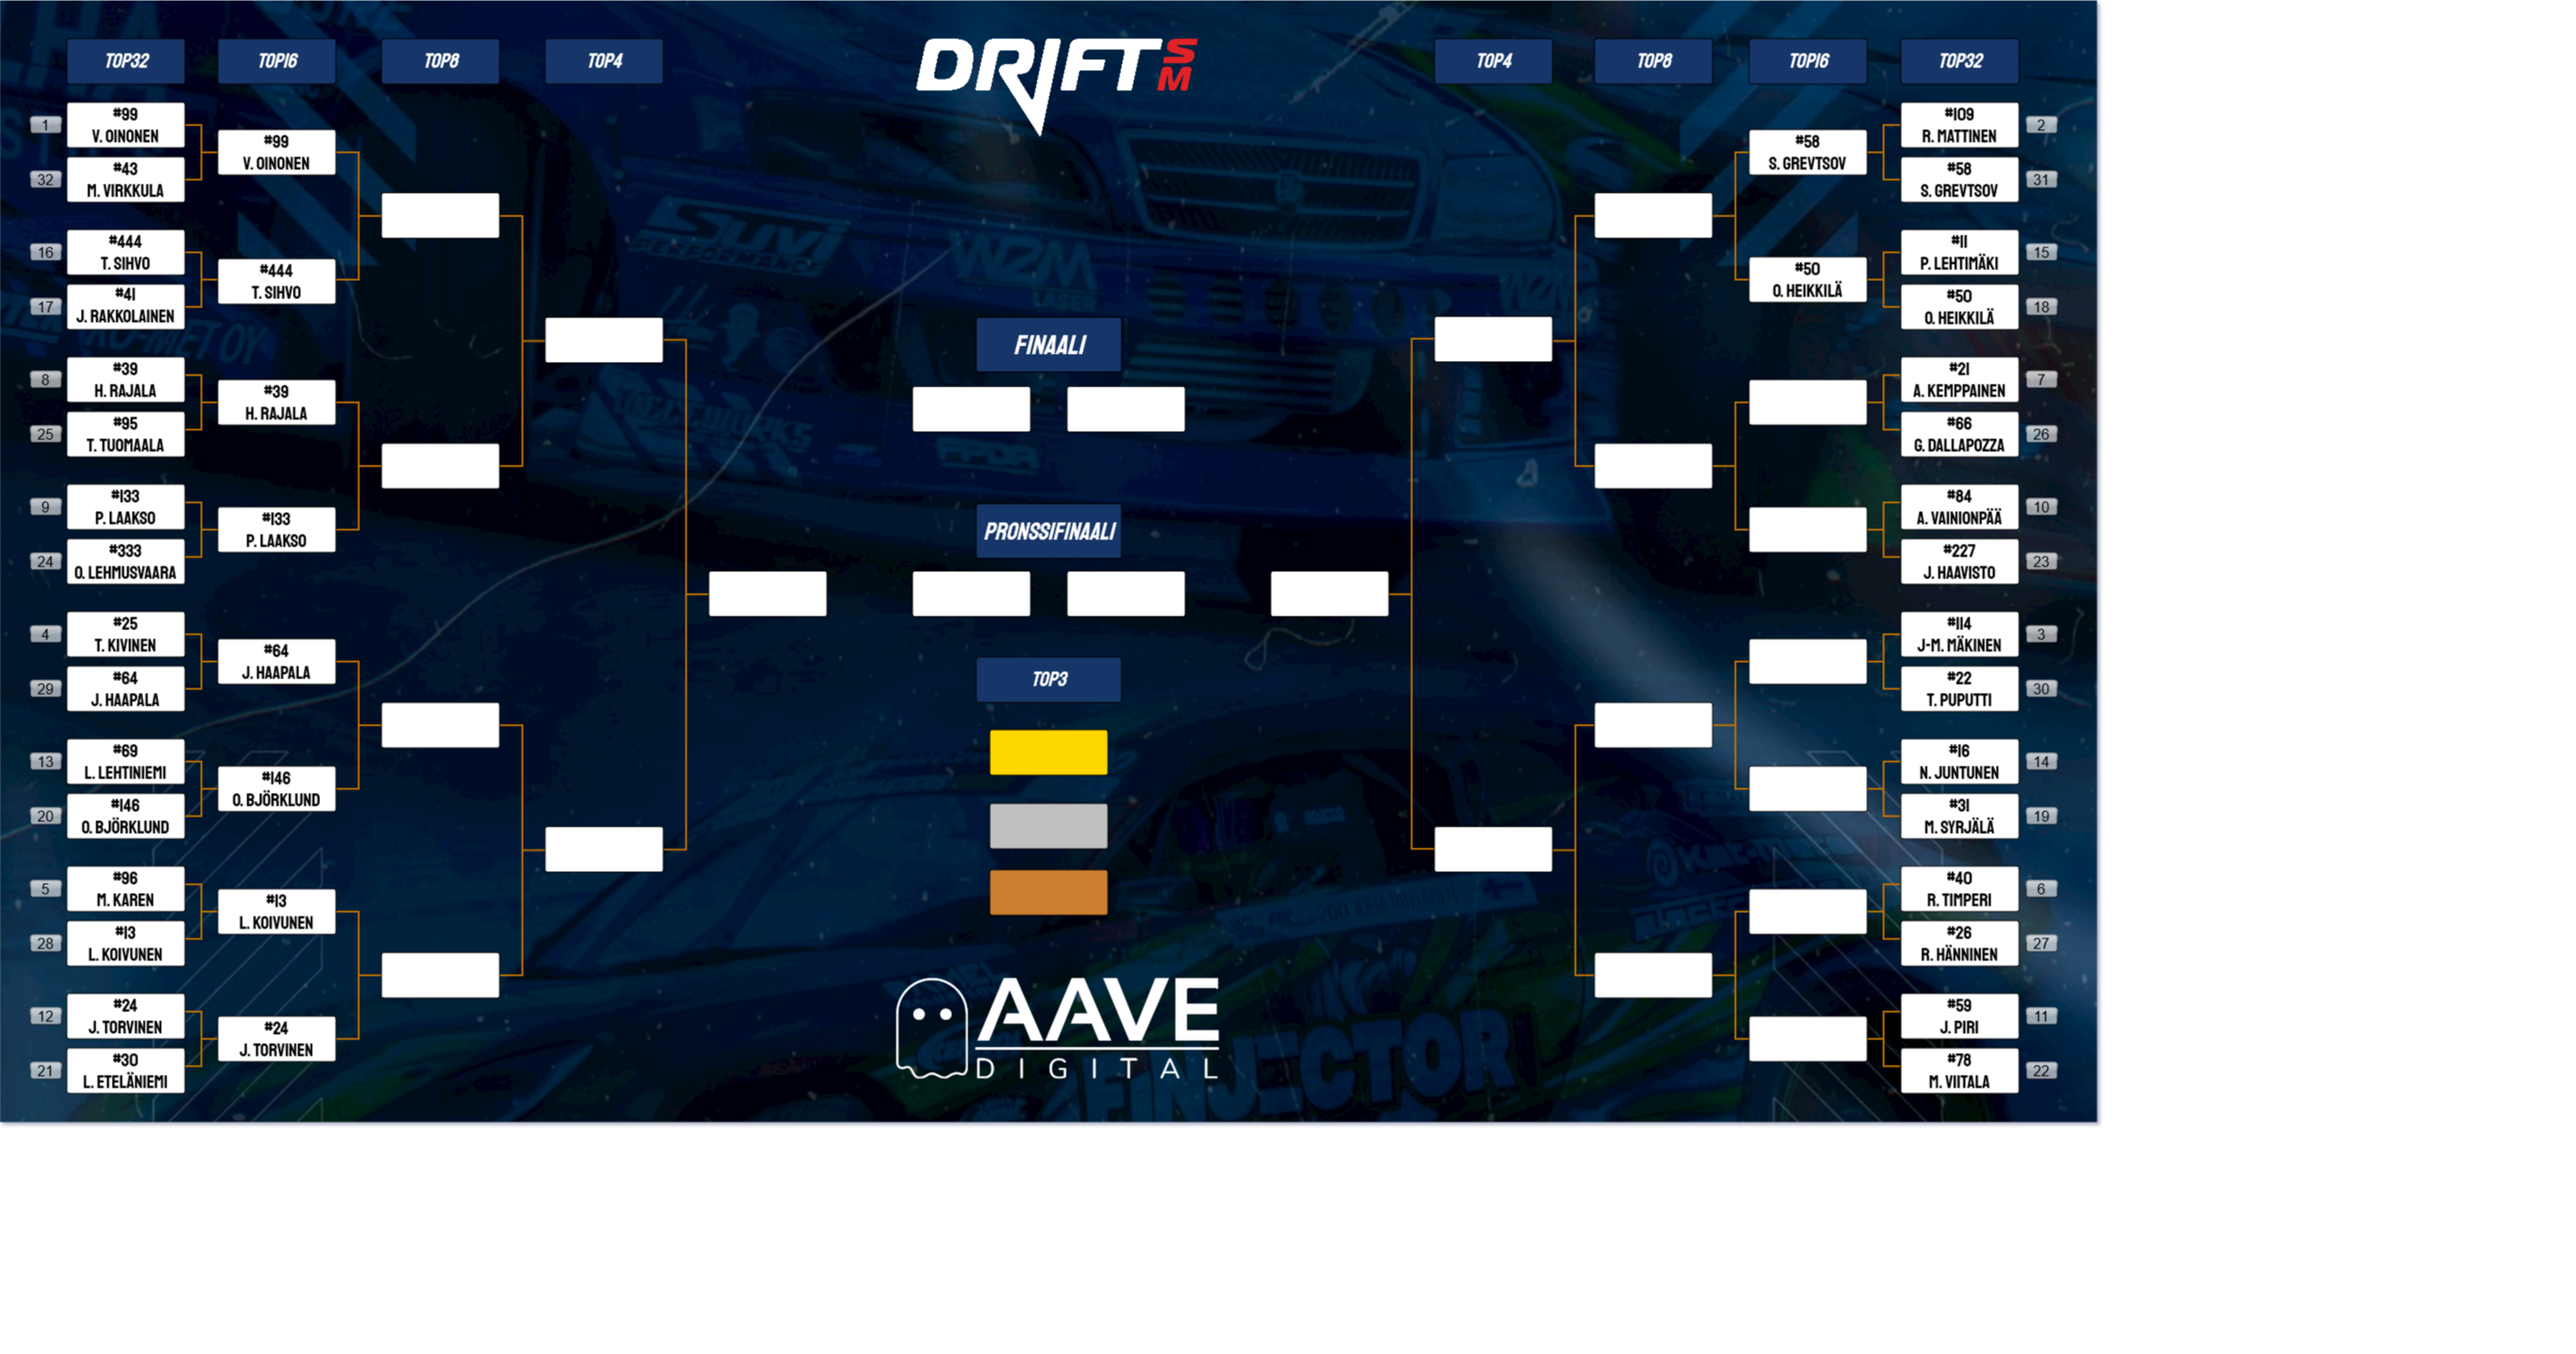 TOP32
TOP16
TOP8
TOP4
DRIFT SM
TOP4
TOP8
TOP16
TOP32
1
#99
V. OINONEN
32
#43
M. VIRKKULA
16
#444
T. SIHVO
17
#41
J. RAKKOLAINEN
8
#39
H. RAJALA
25
#95
T. TUOMAALA
9
#133
P. LAAKSO
24
#333
O. LEHMUSVAARA
4
#25
T. KIVINEN
29
#64
J. HAAPALA
13
#69
L. LEHTINIEMI
20
#146
O. BJÖRKLUND
5
#96
M. KAREN
28
#13
L. KOIVUNEN
12
#24
J. TORVINEN
21
#30
L. ETELÄNIEMI
#99
V. OINONEN
#444
T. SIHVO
#39
H. RAJALA
#133
P. LAAKSO
#64
J. HAAPALA
#146
O. BJÖRKLUND
#13
L. KOIVUNEN
#24
J. TORVINEN
SUVI
PERFORMANCE
WZM
LASER
FINAALI
PRONSSIFINAALI
TOP3
AAVE
DIGITAL
FINJECTOR
#58
S. GREVTSOV
#50
O. HEIKKILÄ
#109
R. MATTINEN
2
#58
S. GREVTSOV
31
#11
P. LEHTIMÄKI
15
#50
O. HEIKKILÄ
18
#21
A. KEMPPAINEN
7
#66
G. DALLAPOZZA
26
#84
A. VAINIONPÄÄ
10
#227
J. HAAVISTO
23
#114
J-M. MÄKINEN
3
#22
T. PUPUTTI
30
#16
N. JUNTUNEN
14
#31
M. SYRJÄLÄ
19
#40
R. TIMPERI
6
#26
R. HÄNNINEN
27
#59
J. PIRI
11
#78
M. VIITALA
22